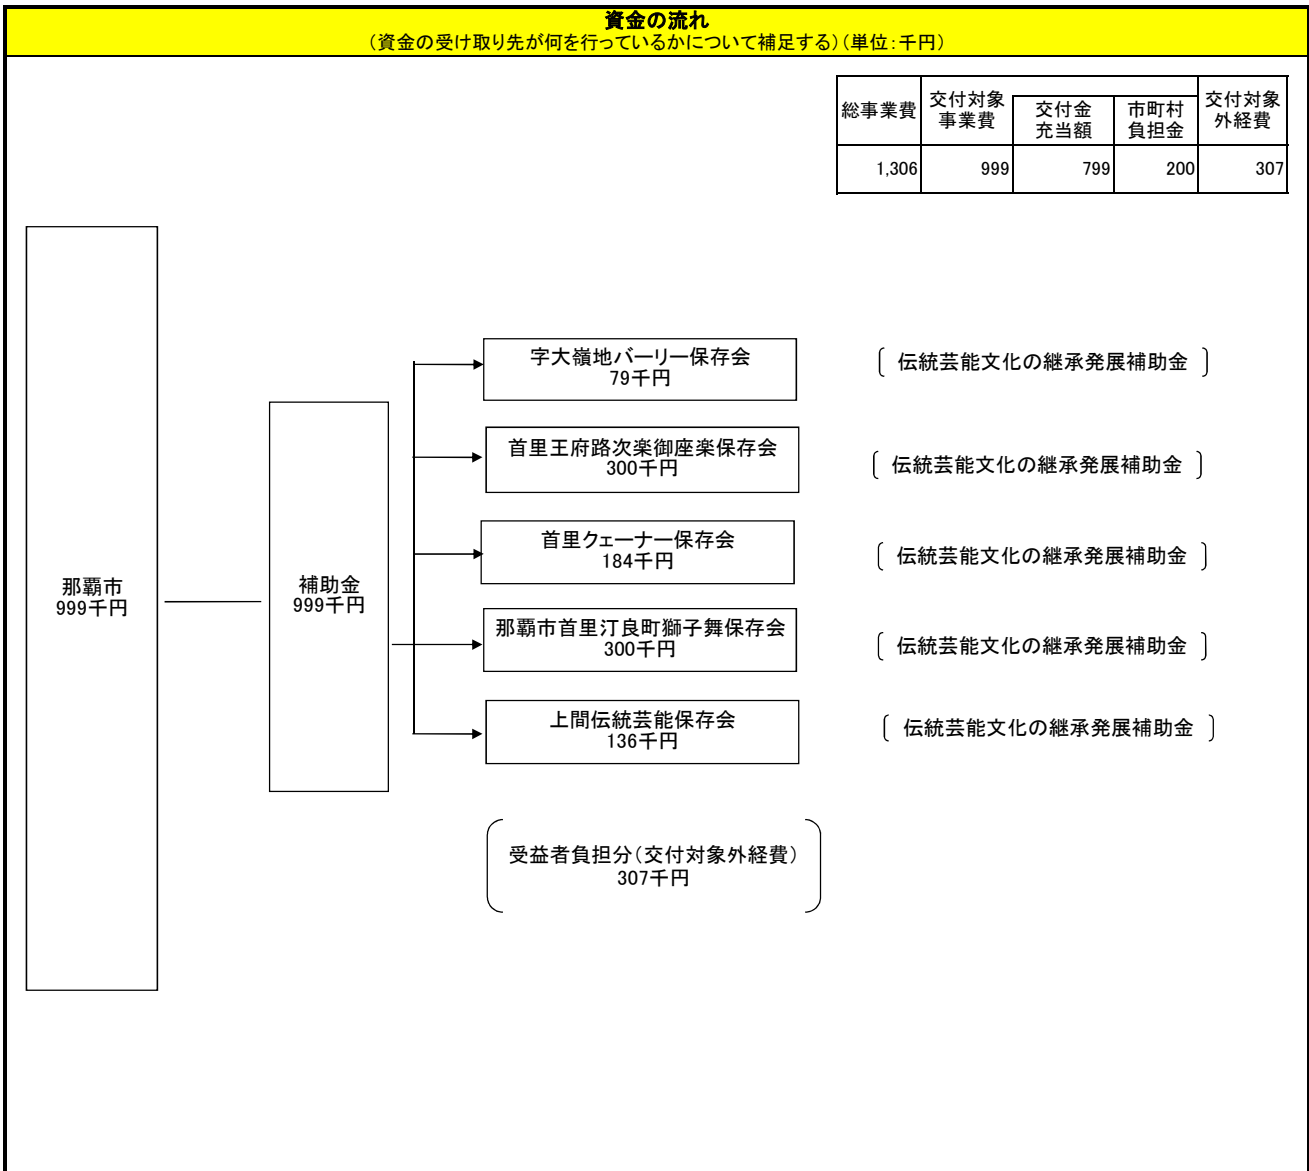 資金の流れ
（資金の受け取り先が何を行っているかについて補足する）（単位：千円）
総事業費
交付対象
事業費
交付金
充当額
市町村
負担金
交付対象
外経費
1,306
999
799
200
307
那覇市
999千円
補助金
999千円
字大嶺地バーリー保存会
79千円
伝統芸能文化の継承発展補助金
首里王府路次楽御座楽保存会
300千円
伝統芸能文化の継承発展補助金
首里クェーナー保存会
184千円
伝統芸能文化の継承発展補助金
那覇市首里汀良町獅子舞保存会
300千円
伝統芸能文化の継承発展補助金
上間伝統芸能保存会
136千円
伝統芸能文化の継承発展補助金
受益者負担分（交付対象外経費）
307千円